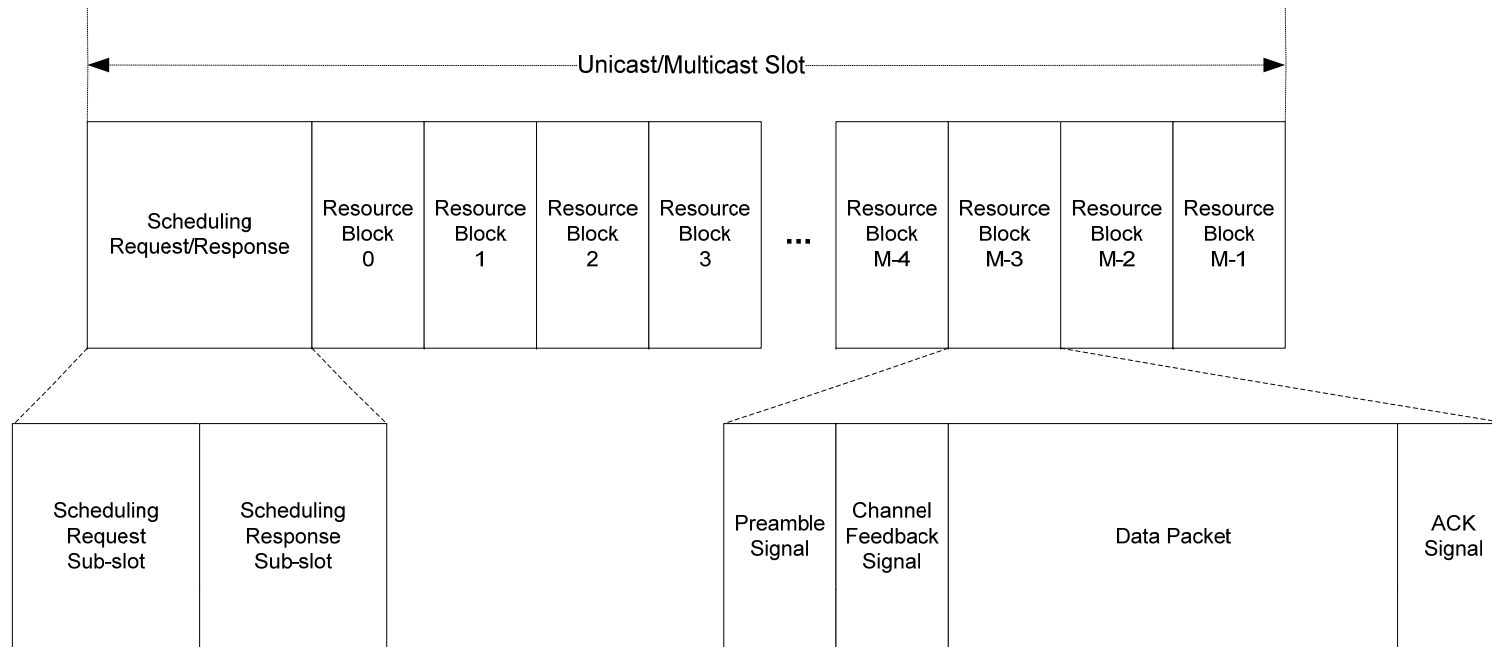 Unicast/Multicast Slot
Scheduling
Request/Response
Resource
Block
0
Resource
Block
1
Resource
Block
2
Resource
Block
3
...
Resource
Block
M-4
Resource
Block
M-3
Resource
Block
M-2
Resource
Block
M-1
Scheduling
Request
Sub-slot
Scheduling
Response
Sub-slot
Preamble
Signal
Channel
Feedback
Signal
Data Packet
ACK
Signal